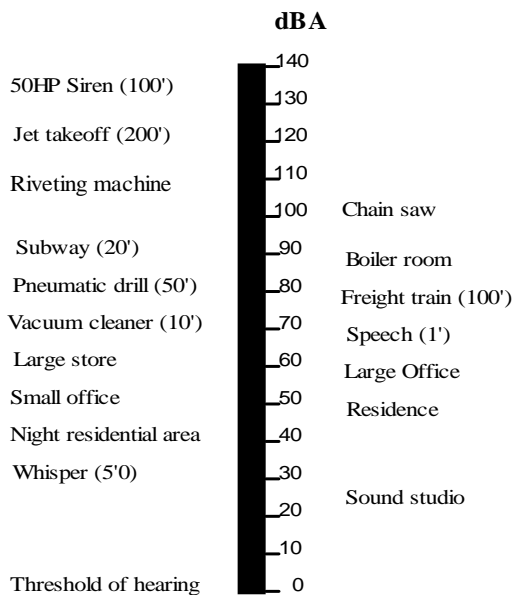 dBA
140
50HP Siren (100')
130
Jet takeoff (200')
120
Riveting machine
110
Chain saw
100
Subway (20')
90
Boiler room
Pneumatic drill (50')
80
Freight train (100')
Vacuum cleaner (10')
70
Speech (1')
Large store
60
Large Office
Small office
50
Residence
Night residential area
40
Whisper (5'0)
30
Sound studio
20
10
Threshold of hearing
0